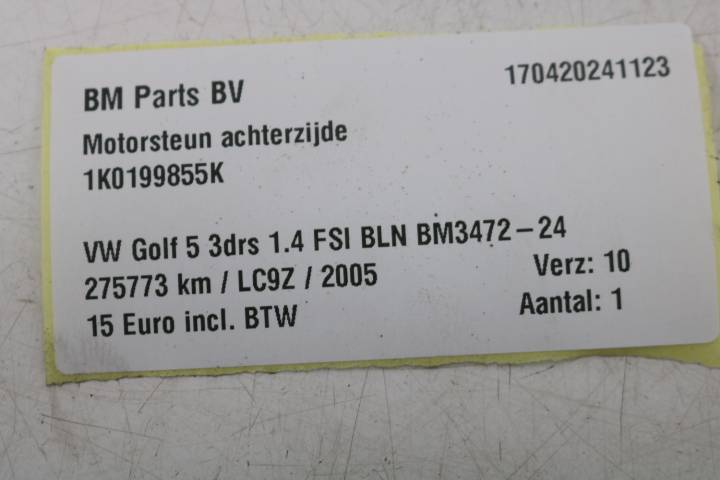 BM Parts BV 170420241123
Motorsteun achterzijde
1K0199855K
VW Golf 5 3drs 1.4 FSI BLN BM3472-24
275773 km / LC9Z / 2005 Verz: 10
15 Euro incl. BTW Aantal: 1